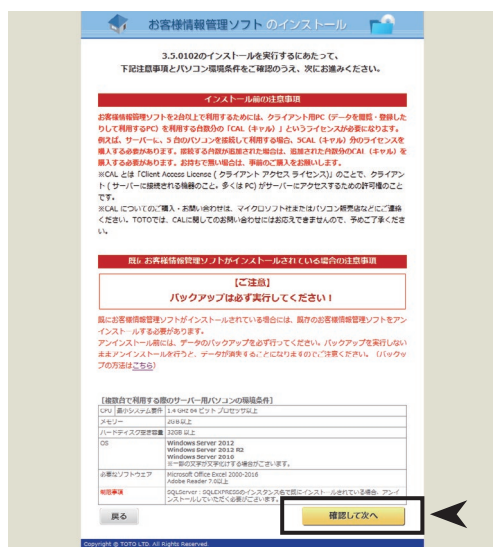 お客様情報管理ソフト のインストール
3.5.0102のインストールを実行するにあたって、
下記注意事項とパソコン環境条件をご確認のうえ、次にお進みください。
インストール前の注意事項
お客様情報管理ソフトを2台以上で利用するためには、クライアント用PC（データを閲覧・登録した
りして利用するPC）を利用する台数分の「CAL（キャル）」というライセンスが必要になります。
例えば、サーバーに、5 台のパソコンを接続して利用する場合、5CAL（キャル）分のライセンスを
購入する必要があります。接続する台数が追加された場合は、追加された台数分のCAL（キャル）を
購入する必要があります。お持ちで無い場合は、事前のご購入をお願いします。
※CAL とは「Client Access License ( クライアント アクセス ライセンス)」のことで、クライアン
ト ( サーバーに接続される機器のこと。多くは PC) がサーバーにアクセスするための許可権のこと
です。
※CAL についてのご購入・お問い合わせは、マイクロソフト社またはパソコン販売店などにご連絡
ください。TOTOでは、CALに関してのお問い合わせにはお応えできませんので、予めご了承くださ
い。
既に お客様情報管理ソフトがインストールされている場合の注意事項
【ご注意】
バックアップは必ず実行してください！
既にお客様情報管理ソフトがインストールされている場合には、既存のお客様情報管理ソフトをアン
インストールする必要があります。
アンインストール前には、データのバックアップを必ず行ってください。バックアップを実行しない
ままアンインストールを行うと、データが消失することになりますのでご注意ください。（バックッ
プの方法はこちら）
【複数台で利用する際のサーバー用パソコンの環境条件】
CPU 最小システム要件 1.4 GHz 64 ビット プロセッサ以上
メモリー 2GB以上
ハードディスク空き容量 32GB 以上
OS Windows Server 2012
Windows Server 2012 R2
Windows Server 2010
※一部の文字が文字化けする場合がございます。
必要なソフトウェア Microsoft Office Excel 2000-2016
Adobe Reader 7.0以上
制限事項 SQLServer：SQLEXPRESSのインスタンス名で既にインストールされている場合、アンイ
ンストールしていただく必要がございます。
戻る
確認して次へ
Copyright © TOTO LTD. All Rights Reserved.